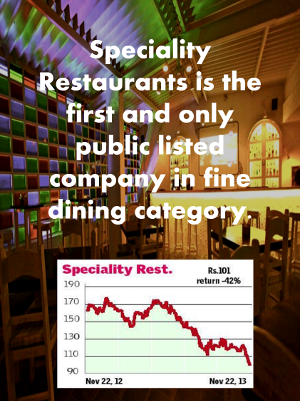 Speciality
Restaurants is the
first and only
public listed
company in fine
dining category.
Speciality Rest.
Rs.101
return -42%
190
170
150
130
110
90
Nov 22, 12
Nov 22, 13